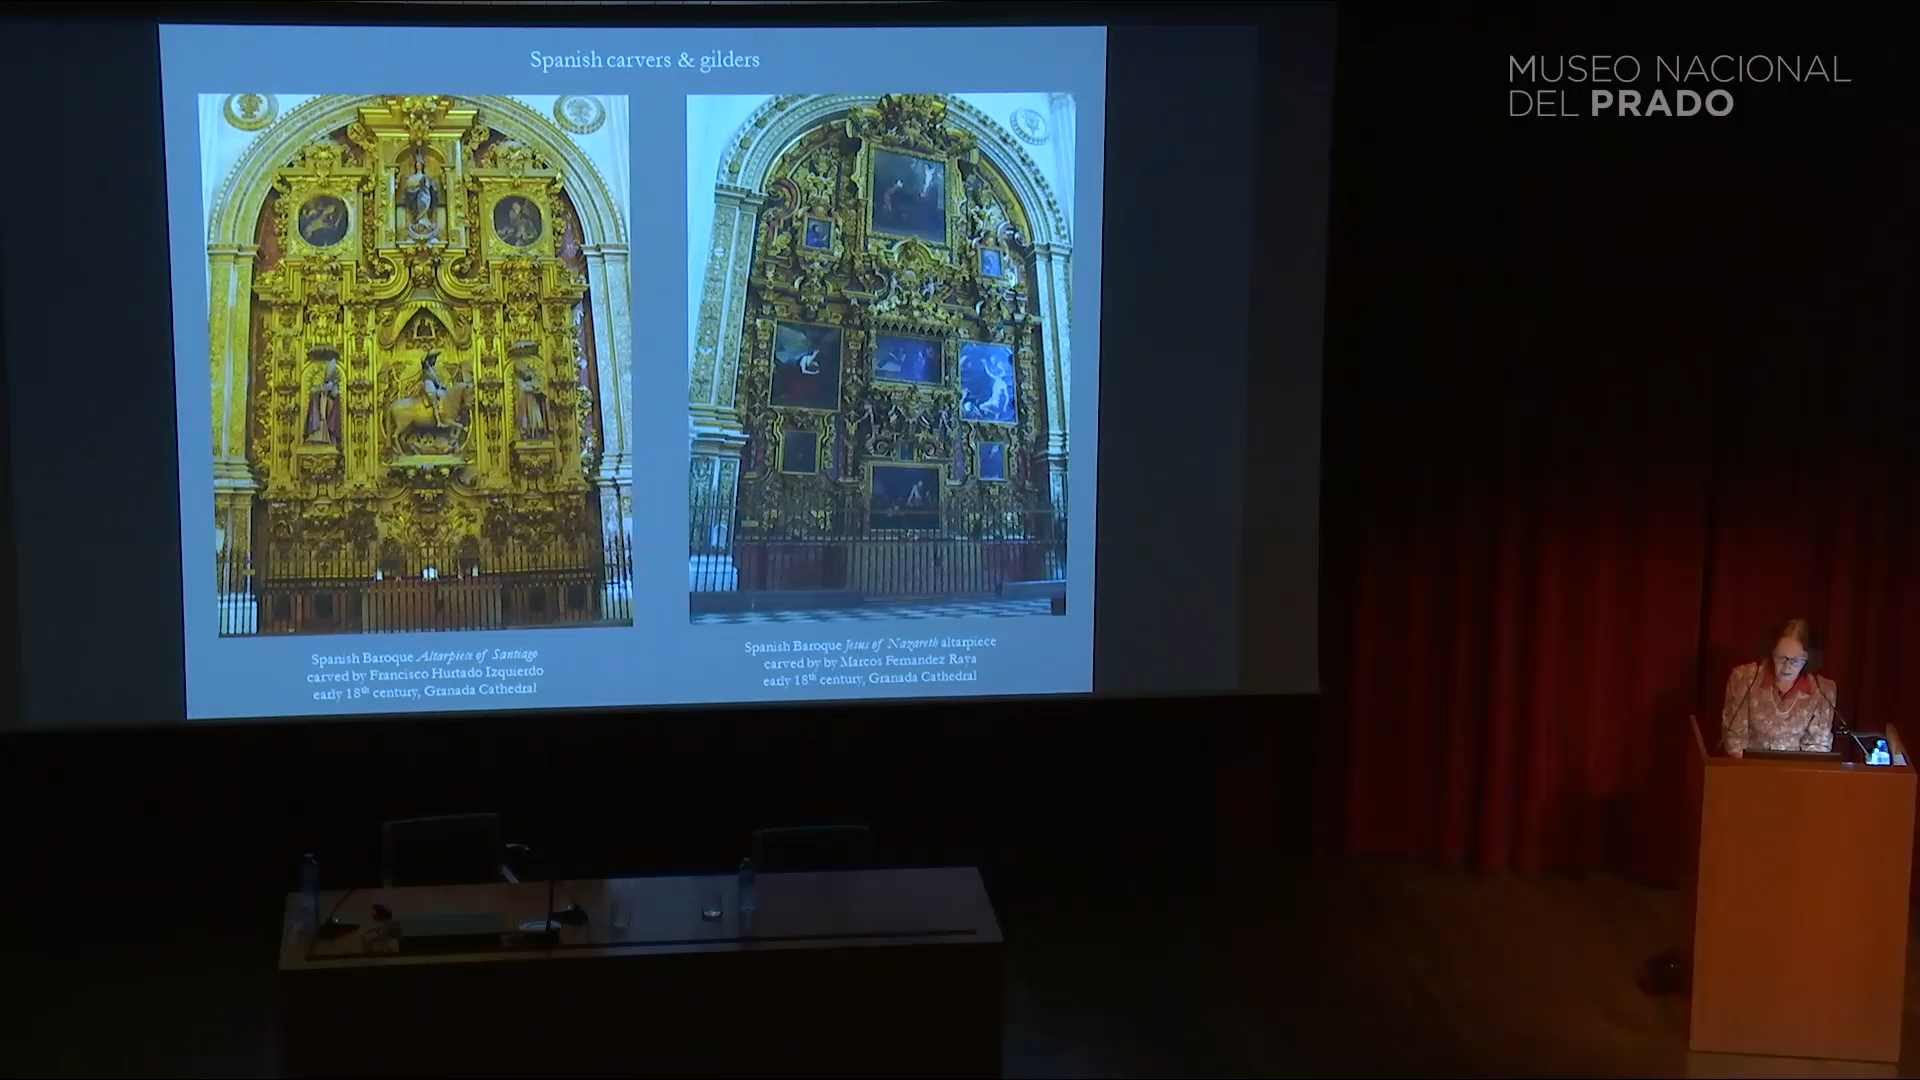 Spanish carvers & gilders
MUSEO NACIONAL
DEL PRADO
Spanish Baroque Altarpiece of Santiago
carved by Francisco Hurtado Izquierdo
early 18th century, Granada Cathedral
Spanish Baroque Jesus of Nazareth altarpiece
carved by by Marcos Fernandez Raya
early 18th century, Granada Cathedral